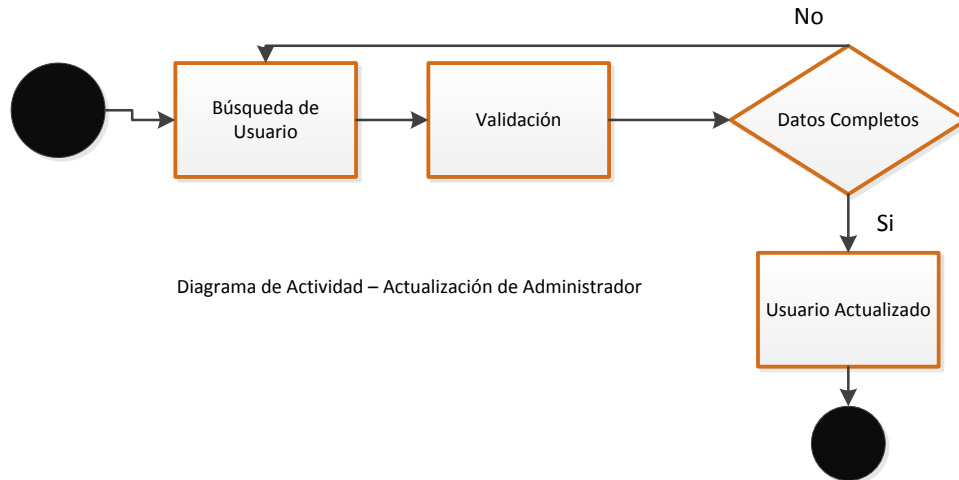 No
Búsqueda de
Usuario
Validación
Datos Completos
Si
Diagrama de Actividad – Actualización de Administrador
Usuario Actualizado